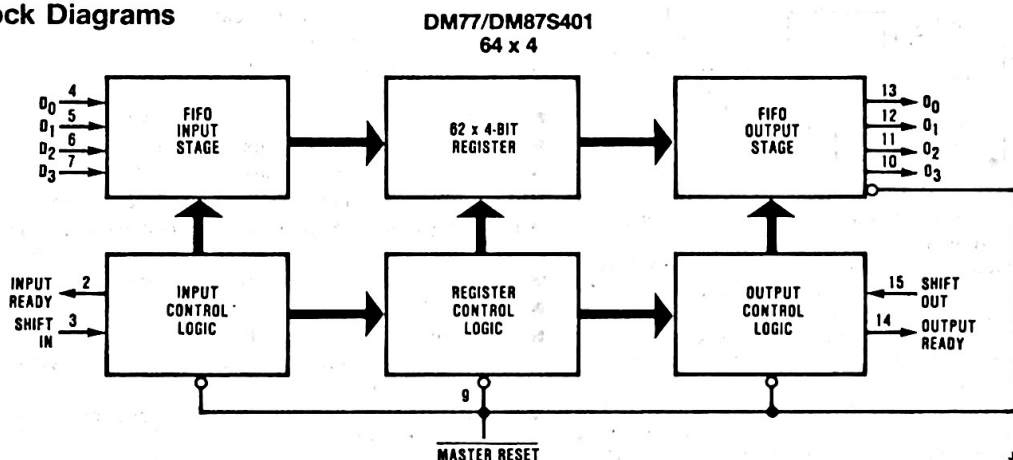 ock Diagrams
DM77/DM87S401
64 x 4
D0 4
D1 5
D2 6
D3 7
FIFO
INPUT
STAGE
62 x 4-BIT
REGISTER
FIFO
OUTPUT
STAGE
13 O0
12 O1
11 O2
10 O3
INPUT
READY
2
SHIFT
IN
3
INPUT
CONTROL
LOGIC
REGISTER
CONTROL
LOGIC
OUTPUT
CONTROL
LOGIC
15 SHIFT
OUT
14 OUTPUT
READY
9
MASTER RESET